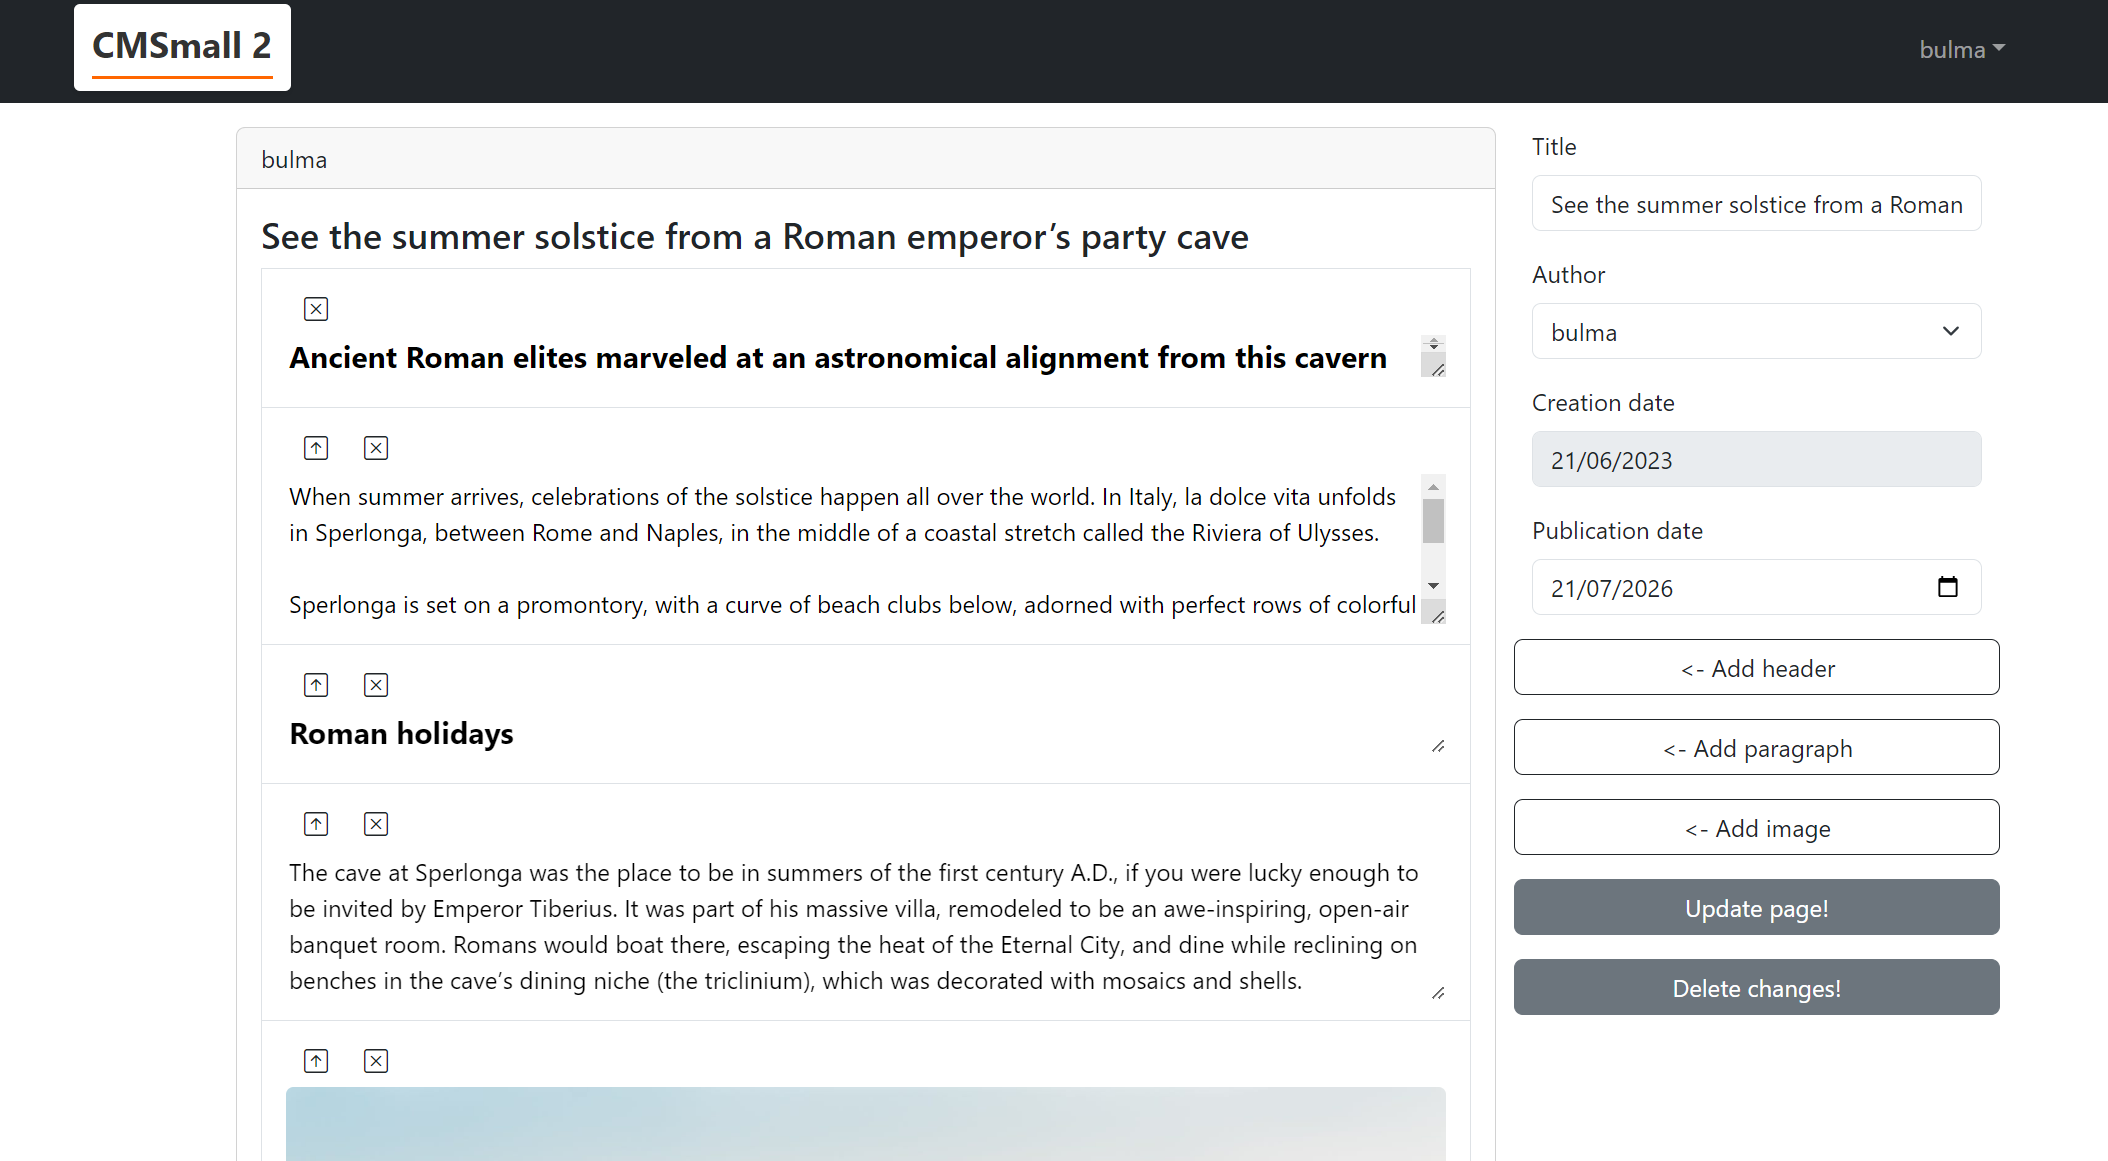 CMSmall 2
bulma
bulma
See the summer solstice from a Roman emperor’s party cave
Ancient Roman elites marveled at an astronomical alignment from this cavern
When summer arrives, celebrations of the solstice happen all over the world. In Italy, la dolce vita unfolds
in Sperlonga, between Rome and Naples, in the middle of a coastal stretch called the Riviera of Ulysses.
Sperlonga is set on a promontory, with a curve of beach clubs below, adorned with perfect rows of colorful
Roman holidays
The cave at Sperlonga was the place to be in summers of the first century A.D., if you were lucky enough to
be invited by Emperor Tiberius. It was part of his massive villa, remodeled to be an awe-inspiring, open-air
banquet room. Romans would boat there, escaping the heat of the Eternal City, and dine while reclining on
benches in the cave’s dining niche (the triclinium), which was decorated with mosaics and shells.
Title
See the summer solstice from a Roman
Author
bulma
Creation date
21/06/2023
Publication date
21/07/2026
<- Add header
<- Add paragraph
<- Add image
Update page!
Delete changes!